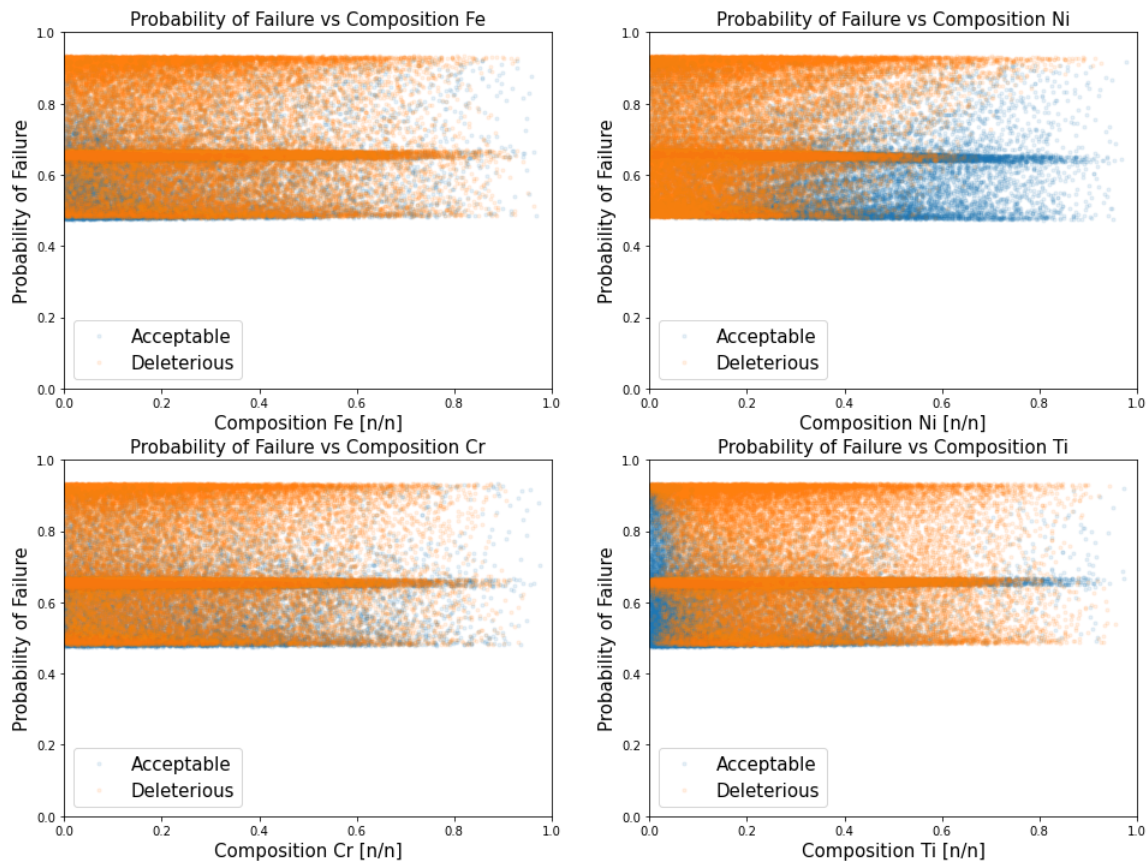 Probability of Failure vs Composition Fe
Probability of Failure
1.0
0.8
0.6
0.4
0.2
0.0
Acceptable
Deleterious
0.0 0.2 0.4 0.6 0.8 1.0
Composition Fe [n/n]
Probability of Failure vs Composition Ni
Probability of Failure
1.0
0.8
0.6
0.4
0.2
0.0
Acceptable
Deleterious
0.0 0.2 0.4 0.6 0.8 1.0
Composition Ni [n/n]
Probability of Failure vs Composition Cr
Probability of Failure
1.0
0.8
0.6
0.4
0.2
0.0
Acceptable
Deleterious
0.0 0.2 0.4 0.6 0.8 1.0
Composition Cr [n/n]
Probability of Failure vs Composition Ti
Probability of Failure
1.0
0.8
0.6
0.4
0.2
0.0
Acceptable
Deleterious
0.0 0.2 0.4 0.6 0.8 1.0
Composition Ti [n/n]